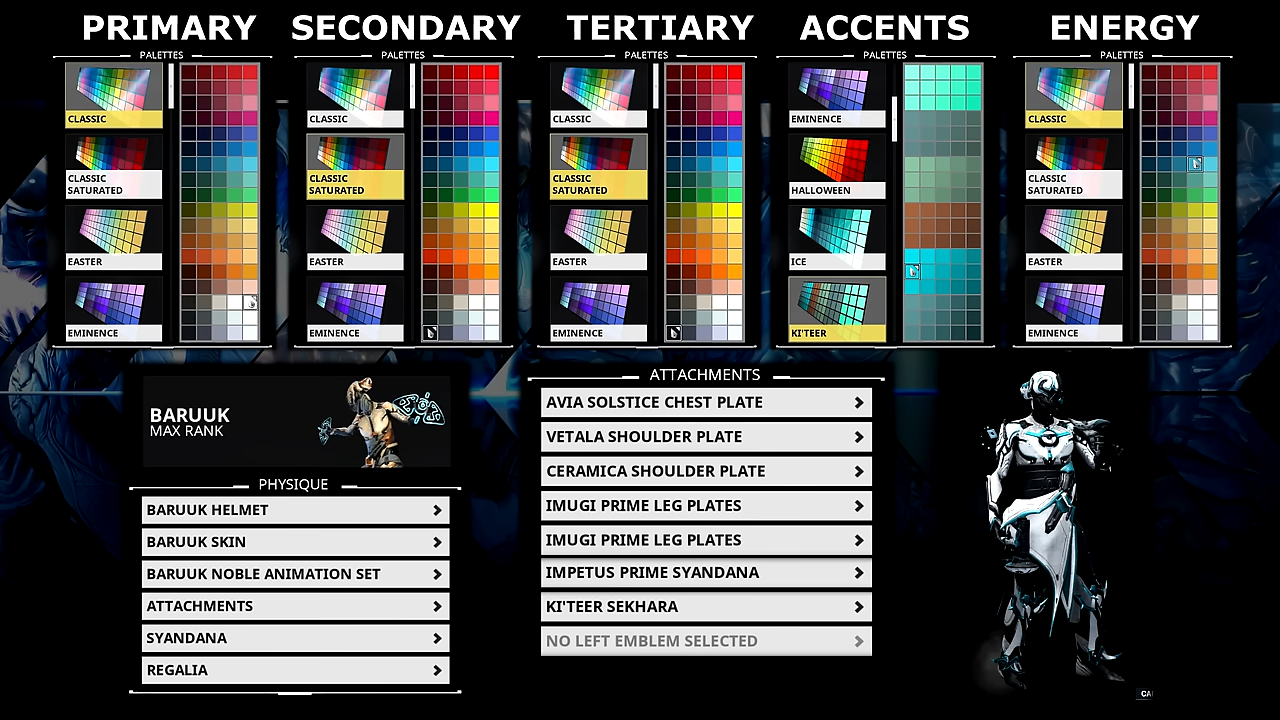 PRIMARY SECONDARY TERTIARY ACCENTS ENERGY
PALETTES PALETTES PALETTES PALETTES PALETTES
CLASSIC
CLASSIC
SATURATED
EASTER
EMINENCE
CLASSIC
CLASSIC
SATURATED
EASTER
EMINENCE
CLASSIC
CLASSIC
SATURATED
EASTER
EMINENCE
EMINENCE
HALLOWEEN
ICE
KI'TEER
CLASSIC
CLASSIC
SATURATED
EASTER
EMINENCE
BARUUK
MAX RANK
PHYSIQUE
BARUUK HELMET
BARUUK SKIN
BARUUK NOBLE ANIMATION SET
ATTACHMENTS
SYANDANA
REGALIA
ATTACHMENTS
AVIA SOLSTICE CHEST PLATE
VETALA SHOULDER PLATE
CERAMICA SHOULDER PLATE
IMUGI PRIME LEG PLATES
IMUGI PRIME LEG PLATES
IMPETUS PRIME SYANDANA
KI'TEER SEKHARA
NO LEFT EMBLEM SELECTED